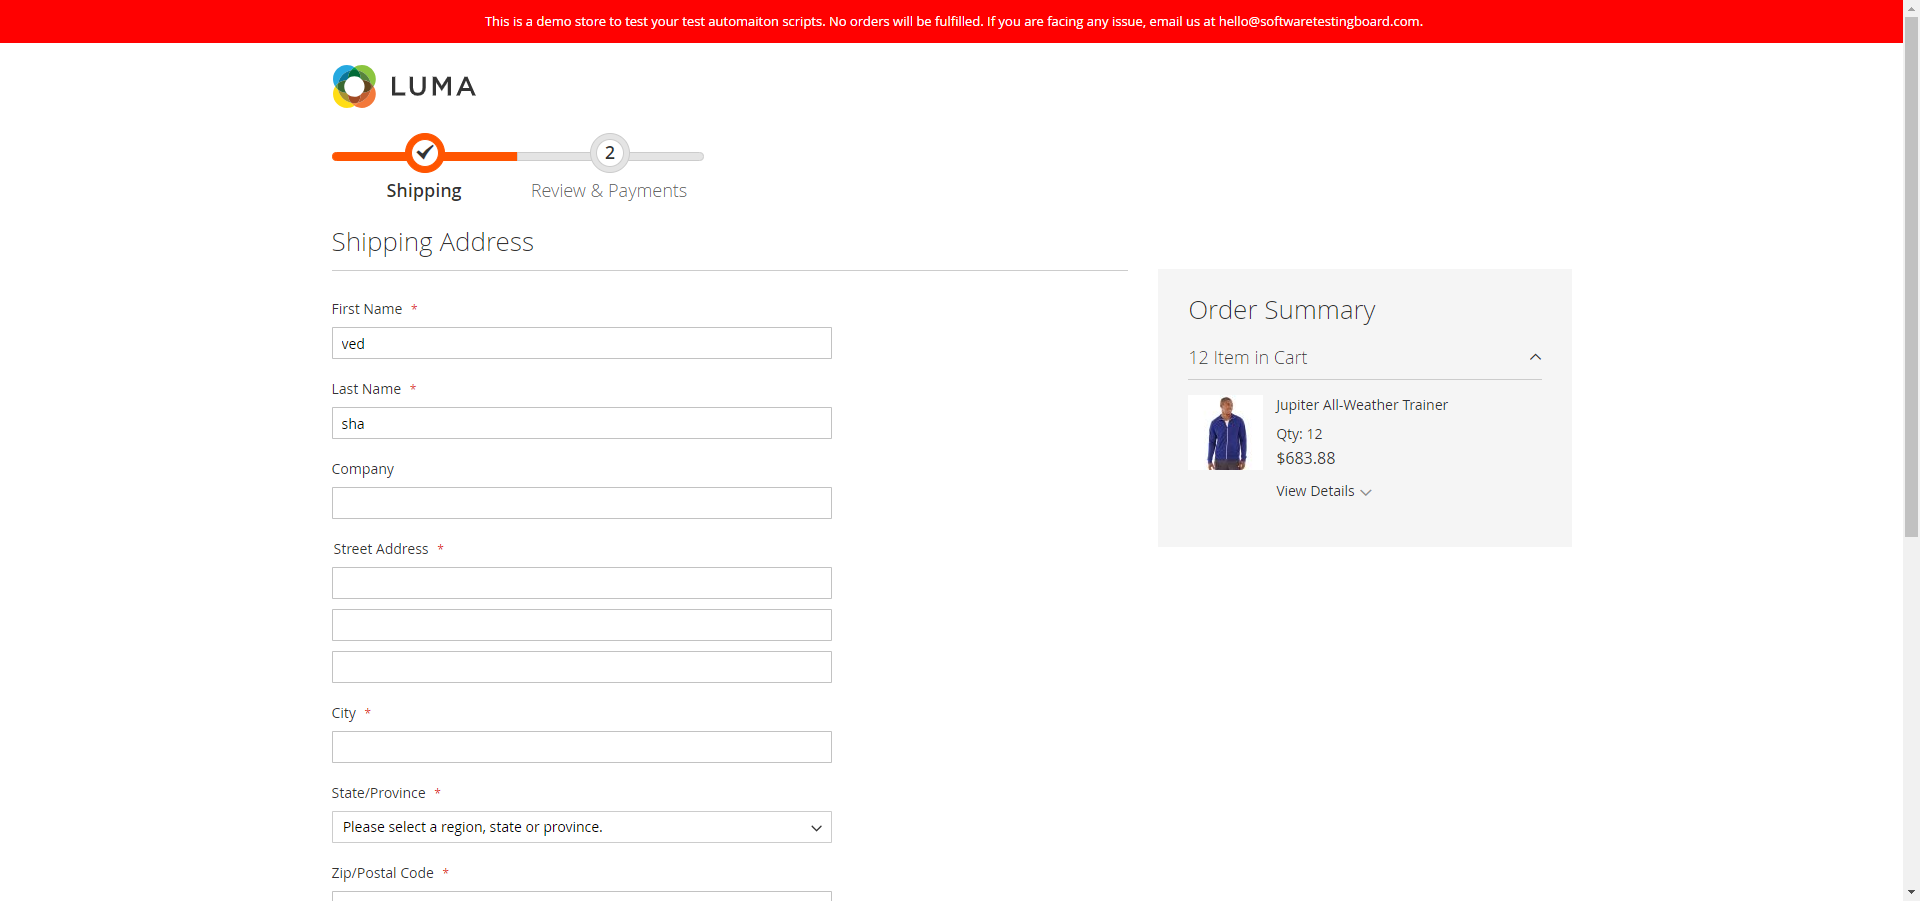 This is a demo store to test your test automaiton scripts. No orders will be fulfilled. If you are facing any issue, email us at hello@softwaretestingboard.com.
LUMA
2
Shipping
Review & Payments
Shipping Address
First Name *
ved
Last Name *
sha
Company
Street Address *
City *
State/Province *
Please select a region, state or province.
Zip/Postal Code *
Order Summary
12 Item in Cart
Jupiter All-Weather Trainer
Qty: 12
$683.88
View Details